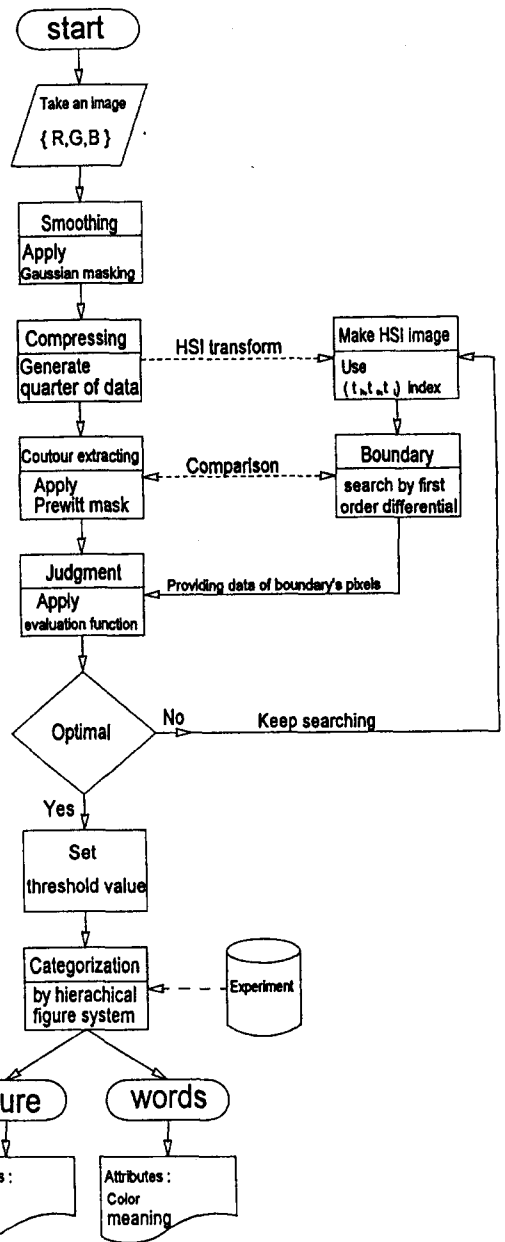 start
Take an image
{ R,G,B }
Smoothing
Apply
Gaussian masking
Compressing
Generate
quarter of data
HSI transform
Make HSI image
Use
( t h, t s, t i) index
Coutour extracting
Apply
Prewitt mask
Comparison
Boundary
search by first
order differential
Judgment
Apply
evaluation function
Providing data of boundary's pixels
Optimal
No
Keep searching
Yes
Set
threshold value
Categorization
by hierachical
figure system
Experiment
ure
words
s :
Attributes :
Color
meaning